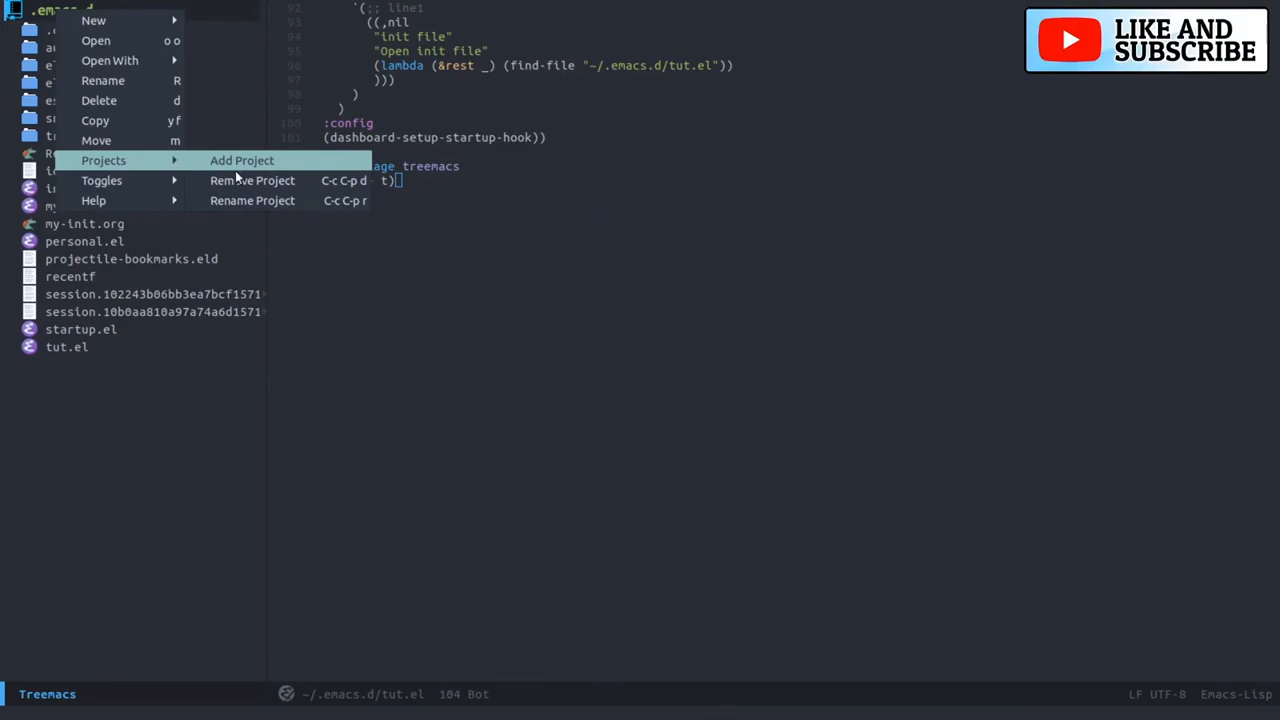 .emacs.d
New
Open o o
Open With
Rename R
Delete d
Copy y f
Move m
Projects
Toggles
Help
Add Project
Remove Project C-c C-p d
Rename Project C-c C-p r
my-init.org
personal.el
projectile-bookmarks.eld
recentf
session.102243b06bb3ea7bcf1571
session.10b0aa810a97a74a6d1571
startup.el
tut.el
92 `(;; line1
93 ((,nil
94 "init file"
95 "Open init file"
96 (lambda (&rest _) (find-file "~/.emacs.d/tut.el"))
97 )))
98 )
99 )
100 :config
101 (dashboard-setup-startup-hook))
age treemacs
t)
LIKE AND
SUBSCRIBE
Treemacs
~/.emacs.d/tut.el 104 Bot
LF UTF-8 Emacs-Lisp